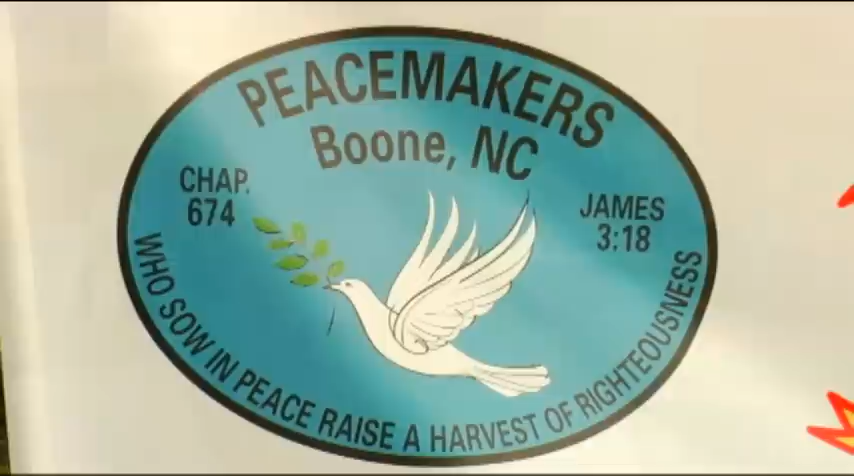 PEACEMAKERS
Boone, NC
CHAP.
674
JAMES
3:18
WHO SOW IN PEACE RAISE A HARVEST OF RIGHTEOUSNESS